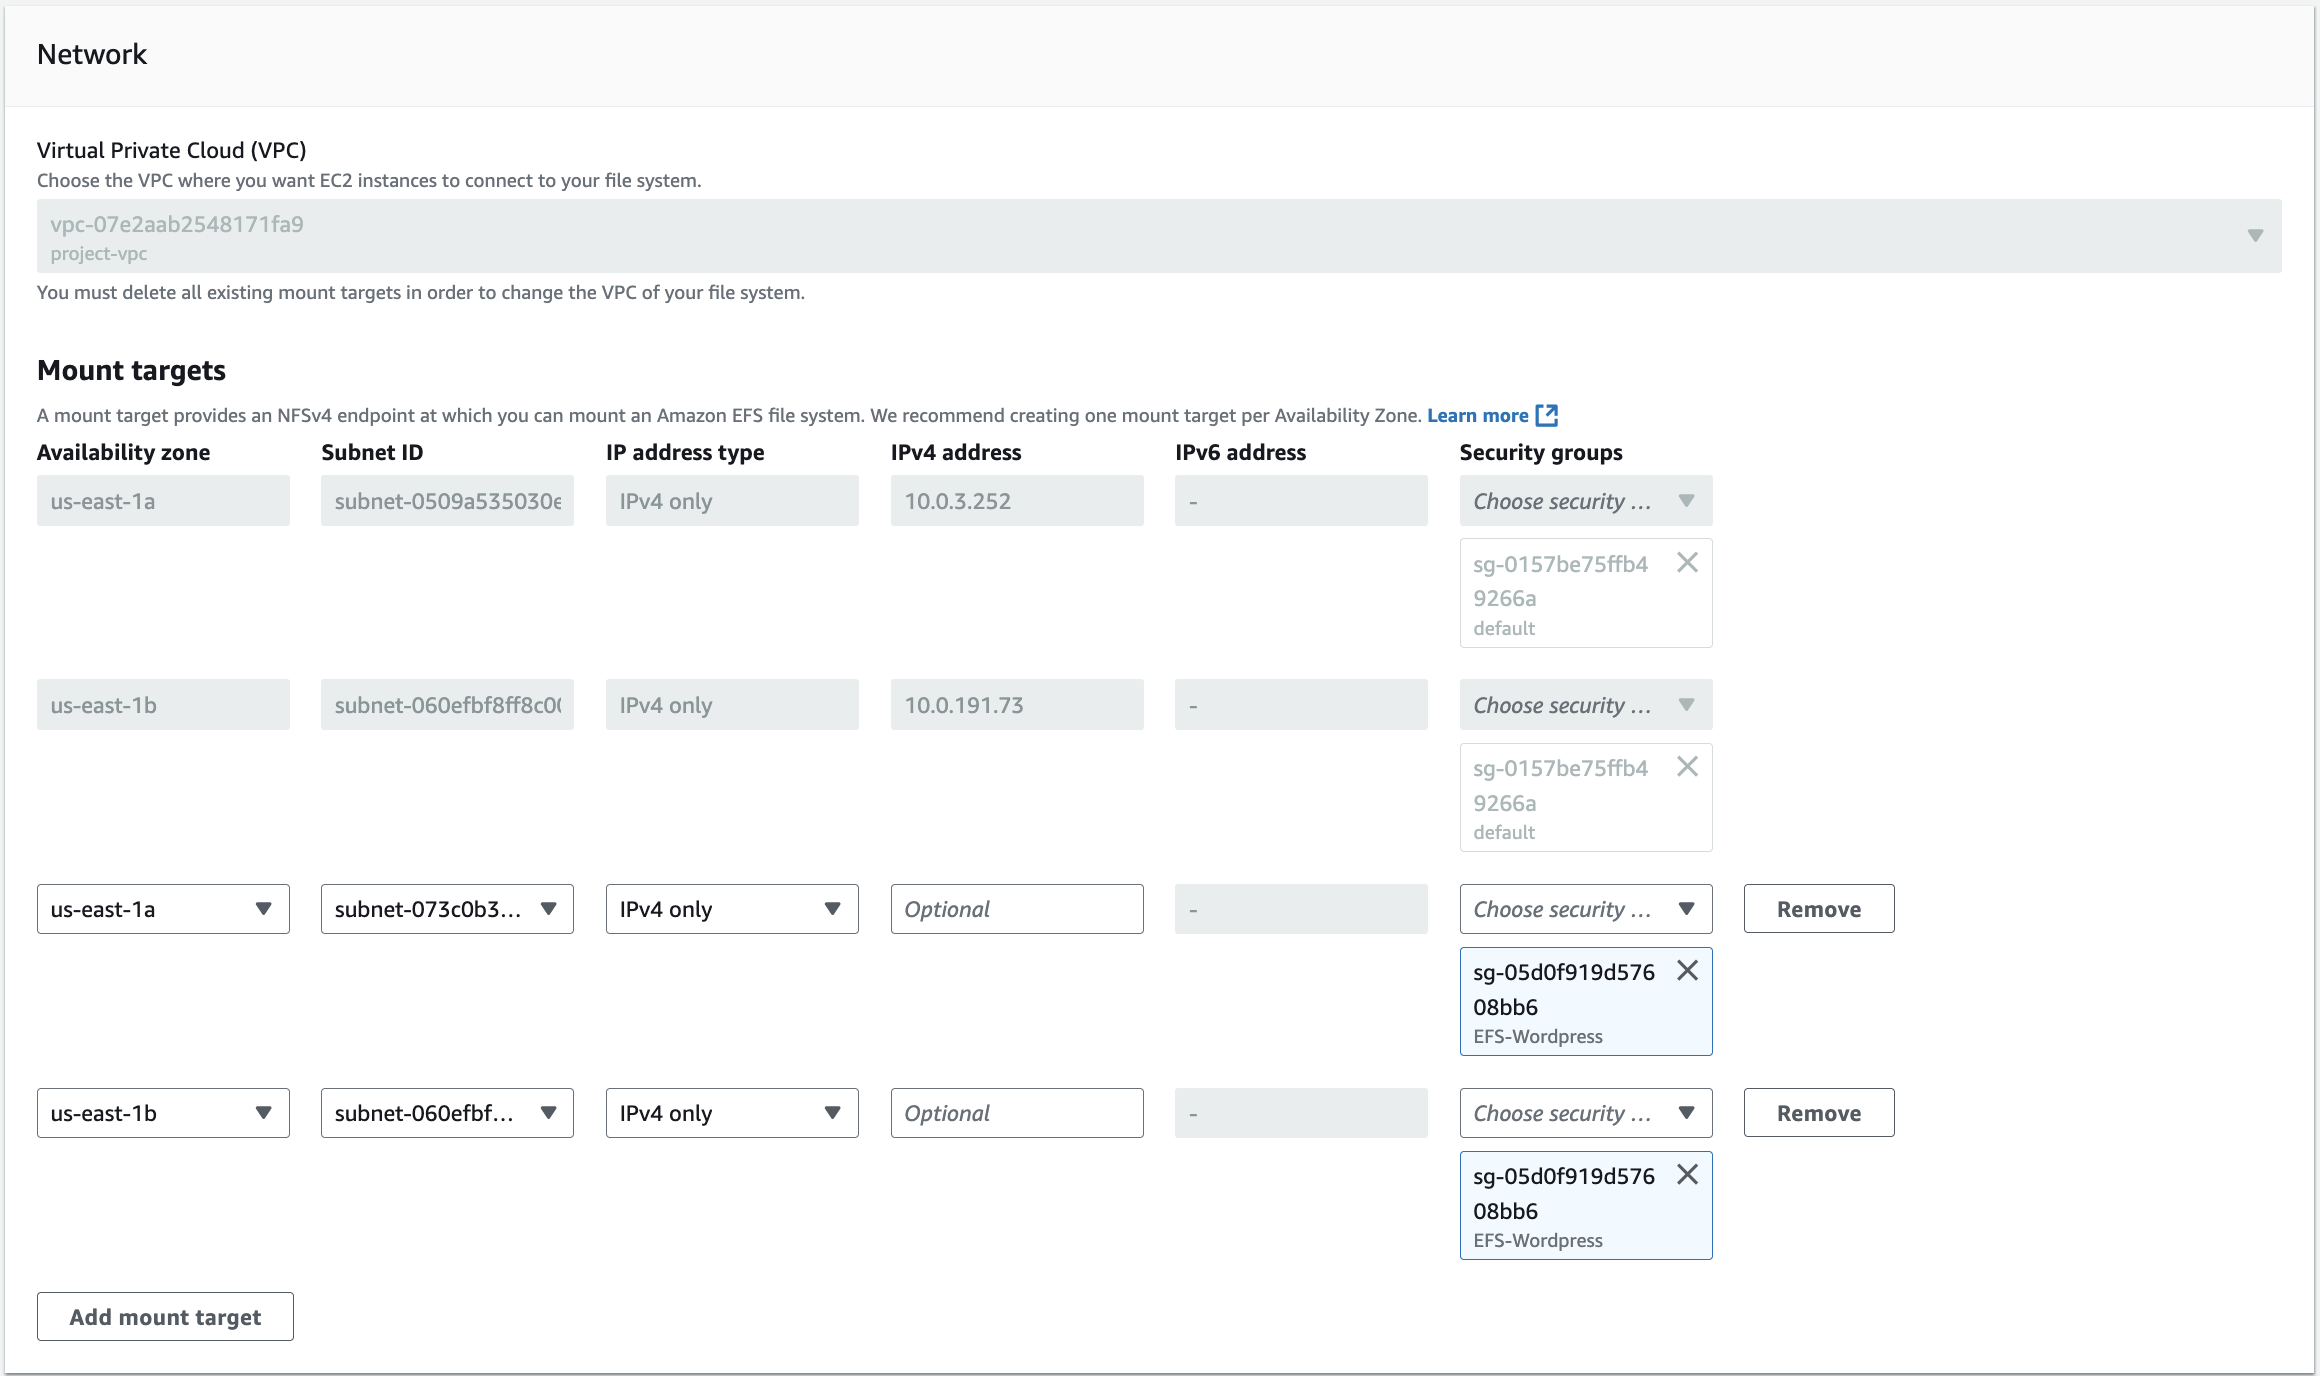 Network
Virtual Private Cloud (VPC)
Choose the VPC where you want EC2 instances to connect to your file system.
vpc-07e2aab2548171fa9
project-vpc
You must delete all existing mount targets in order to change the VPC of your file system.
Mount targets
A mount target provides an NFSv4 endpoint at which you can mount an Amazon EFS file system. We recommend creating one mount target per Availability Zone. Learn more
Availability zone Subnet ID IP address type IPv4 address IPv6 address Security groups
us-east-1a subnet-0509a535030e IPv4 only 10.0.3.252 - Choose security ...
sg-0157be75ffb4
9266a
default
us-east-1b subnet-060efbf8ff8c0 IPv4 only 10.0.191.73 - Choose security ...
sg-0157be75ffb4
9266a
default
us-east-1a subnet-073c0b3... IPv4 only Optional - Choose security ... Remove
sg-05d0f919d576
08bb6
EFS-Wordpress
us-east-1b subnet-060efbf... IPv4 only Optional - Choose security ... Remove
sg-05d0f919d576
08bb6
EFS-Wordpress
Add mount target